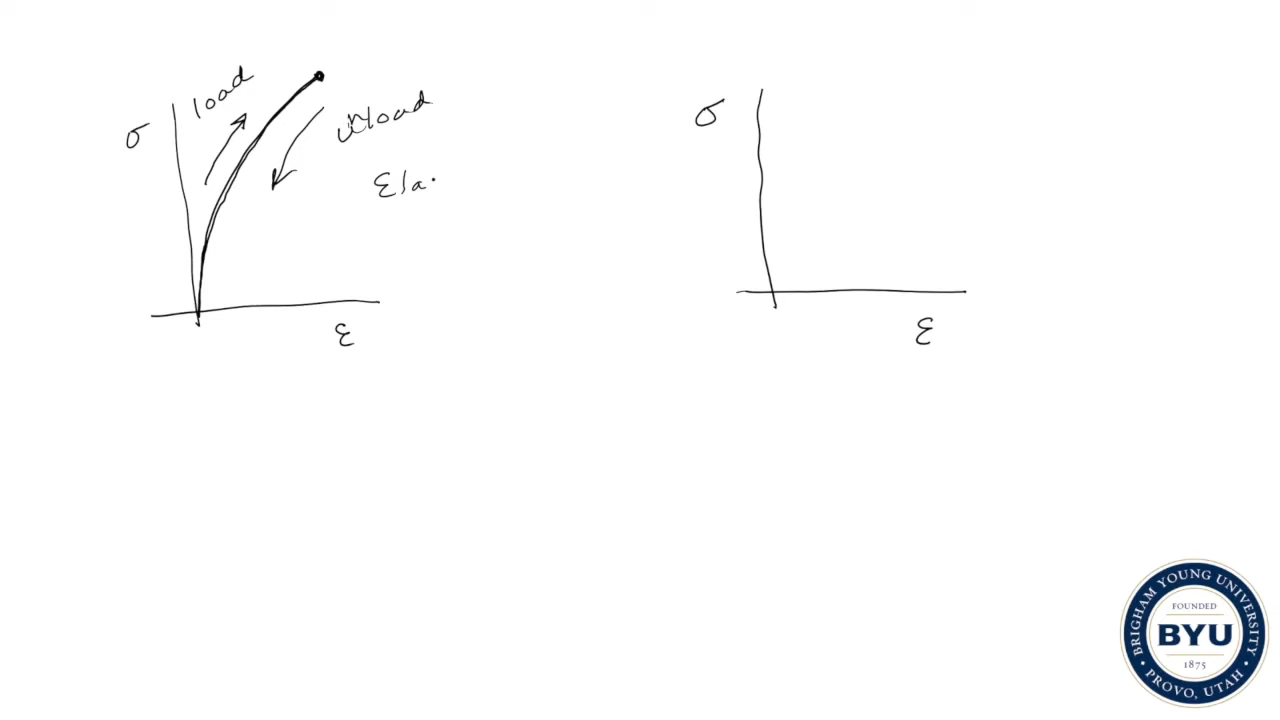 load
σ
unload
Ela.
ε
σ
ε
BRIGHAM YOUNG UNIVERSITY
FOUNDED
BYU
1875
PROVO, UTAH